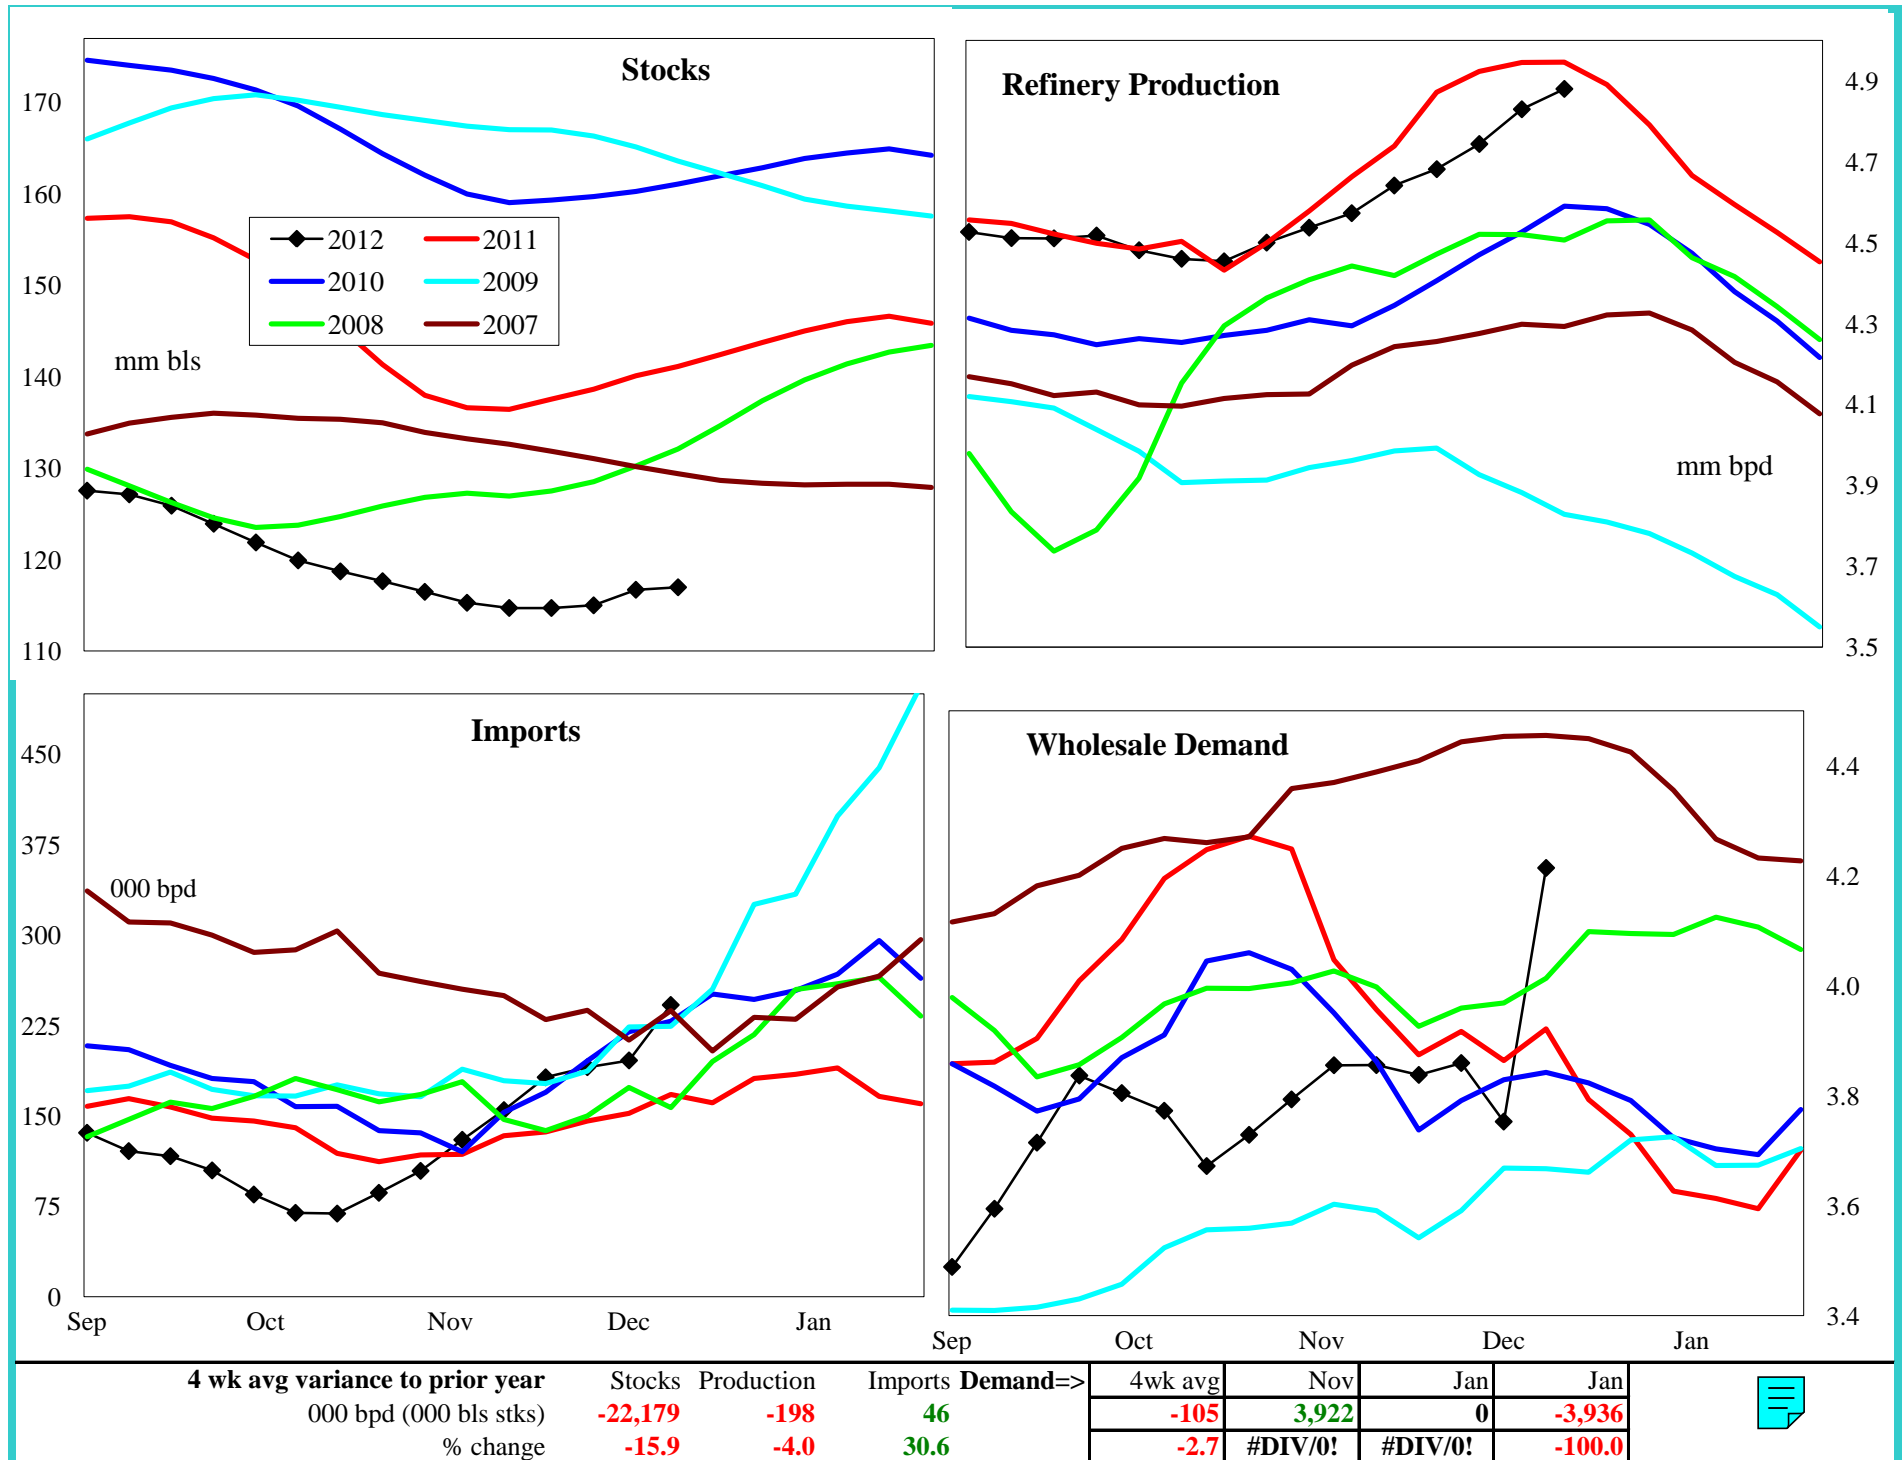 Stocks
170
160
150
140
130
120
110
2012
2011
2010
2009
2008
2007
mm bls
Refinery Production
4.9
4.7
4.5
4.3
4.1
3.9
3.7
3.5
mm bpd
Imports
450
375
300
225
150
75
0
000 bpd
Sep Oct Nov Dec Jan
Wholesale Demand
4.4
4.2
4.0
3.8
3.6
3.4
Sep Oct Nov Dec Jan
4 wk avg variance to prior year Stocks Production Imports Demand=> 4wk avg Nov Jan Jan
000 bpd (000 bls stks) -22,179 -198 46 -105 3,922 0 -3,936
% change -15.9 -4.0 30.6 -2.7 #DIV/0! #DIV/0! -100.0